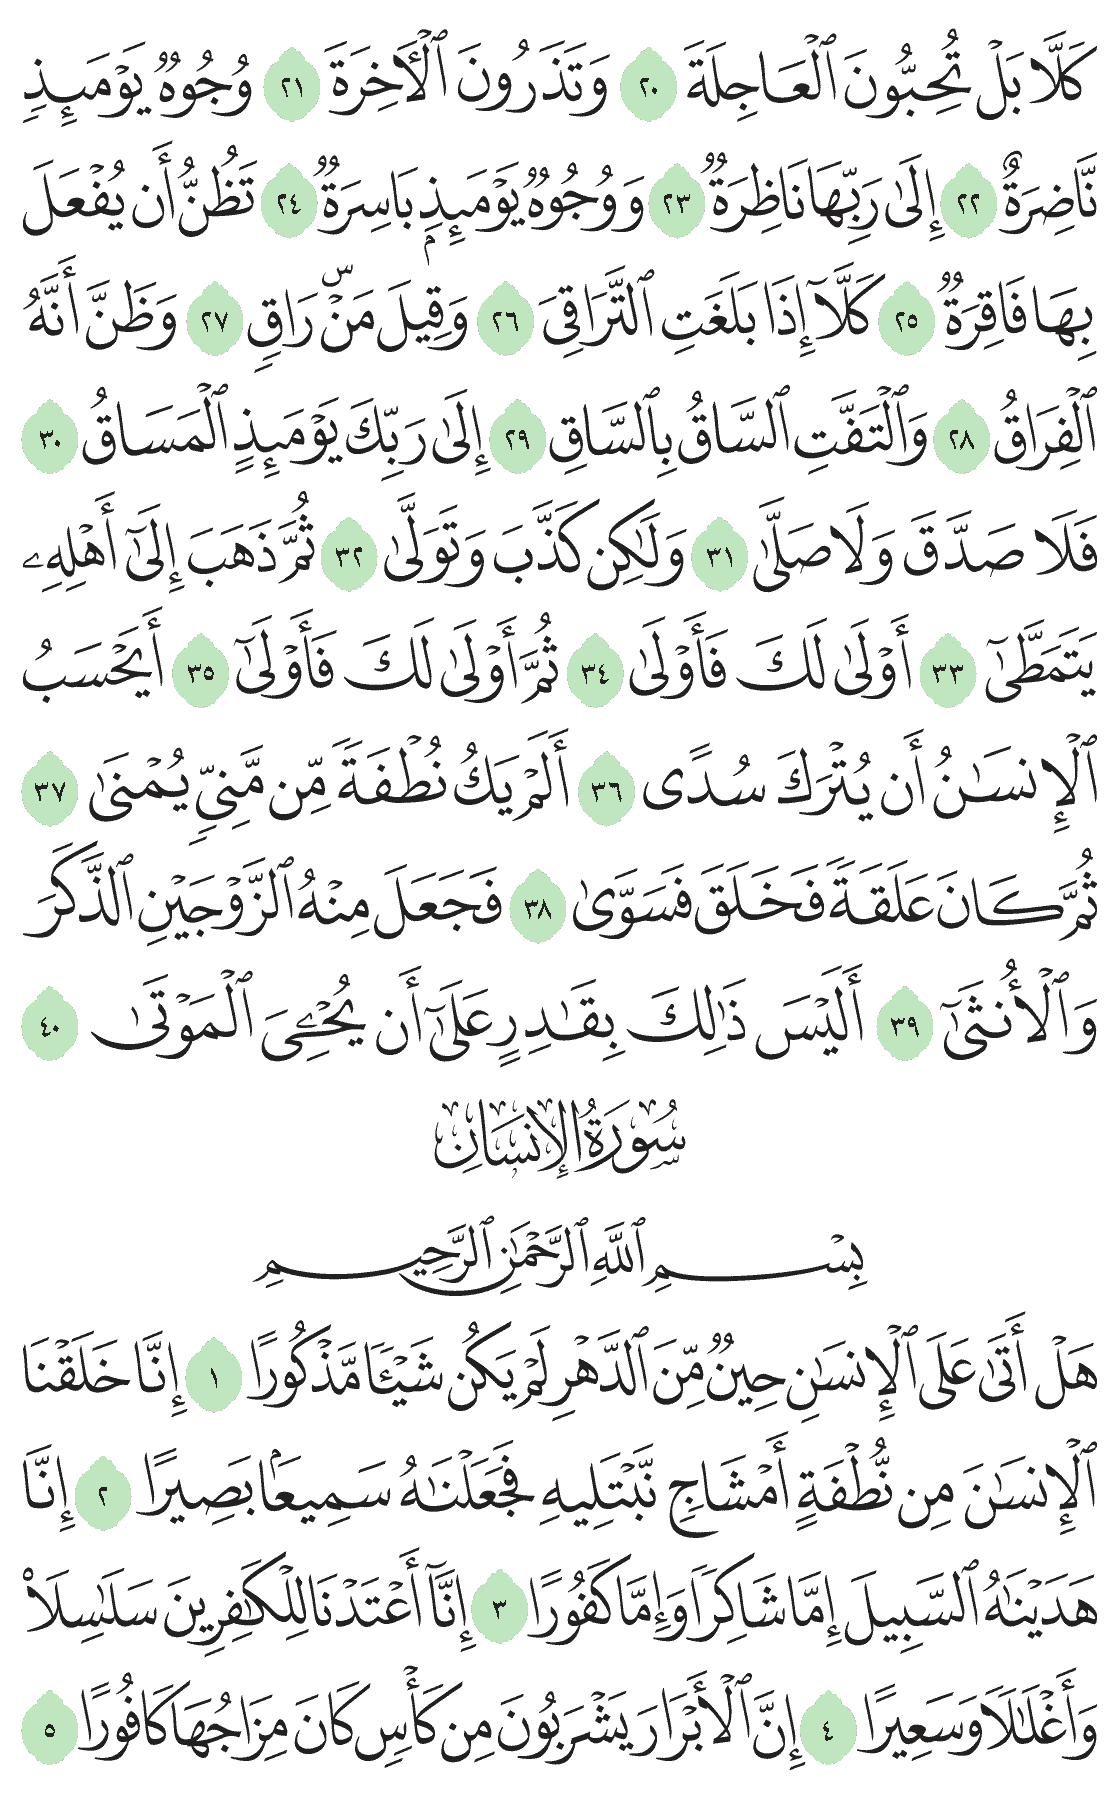 كَلَّا بَلۡ تُحِبُّونَ ٱلۡعَاجِلَةَ ٢٠ وَتَذَرُونَ ٱلۡأٓخِرَةَ ٢١ وُجُوهٞ يَوۡمَئِذٖ
نَّاضِرَةٌ ٢٢ إِلَىٰ رَبِّهَا نَاظِرَةٞ ٢٣ وَوُجُوهٞ يَوۡمَئِذِۭ بَاسِرَةٞ ٢٤ تَظُنُّ أَن يُفۡعَلَ
بِهَا فَاقِرَةٞ ٢٥ كَلَّآ إِذَا بَلَغَتِ ٱلتَّرَاقِيَ ٢٦ وَقِيلَ مَنۡۜ رَاقٖ ٢٧ وَظَنَّ أَنَّهُ
ٱلۡفِرَاقُ ٢٨ وَٱلۡتَفَّتِ ٱلسَّاقُ بِٱلسَّاقِ ٢٩ إِلَىٰ رَبِّكَ يَوۡمَئِذٍ ٱلۡمَسَاقُ ٣٠
فَلَا صَدَّقَ وَلَا صَلَّىٰ ٣١ وَلَٰكِن كَذَّبَ وَتَوَلَّىٰ ٣٢ ثُمَّ ذَهَبَ إِلَىٰٓ أَهۡلِهِۦ
يَتَمَطَّىٰٓ ٣٣ أَوۡلَىٰ لَكَ فَأَوۡلَىٰ ٣٤ ثُمَّ أَوۡلَىٰ لَكَ فَأَوۡلَىٰٓ ٣٥ أَيَحۡسَبُ
ٱلۡإِنسَٰنُ أَن يُتۡرَكَ سُدًى ٣٦ أَلَمۡ يَكُ نُطۡفَةٗ مِّن مَّنِيّٖ يُمۡنَىٰ ٣٧
ثُمَّ كَانَ عَلَقَةٗ فَخَلَقَ فَسَوَّىٰ ٣٨ فَجَعَلَ مِنۡهُ ٱلزَّوۡجَيۡنِ ٱلذَّكَرَ
وَٱلۡأُنثَىٰٓ ٣٩ أَلَيۡسَ ذَٰلِكَ بِقَٰدِرٍ عَلَىٰٓ أَن يُحۡـِۧيَ ٱلۡمَوۡتَىٰ ٤٠
سُورَةُ الإِنسَانِ
بِسۡمِ ٱللَّهِ ٱلرَّحۡمَٰنِ ٱلرَّحِيمِ
هَلۡ أَتَىٰ عَلَى ٱلۡإِنسَٰنِ حِينٞ مِّنَ ٱلدَّهۡرِ لَمۡ يَكُن شَيۡـٔٗا مَّذۡكُورًا ١ إِنَّا خَلَقۡنَا
ٱلۡإِنسَٰنَ مِن نُّطۡفَةٍ أَمۡشَاجٖ نَّبۡتَلِيهِ فَجَعَلۡنَٰهُ سَمِيعَۢا بَصِيرًا ٢ إِنَّا
هَدَيۡنَٰهُ ٱلسَّبِيلَ إِمَّا شَاكِرٗا وَإِمَّا كَفُورًا ٣ إِنَّآ أَعۡتَدۡنَا لِلۡكَٰفِرِينَ سَلَٰسِلَاْ
وَأَغۡلَٰلٗا وَسَعِيرًا ٤ إِنَّ ٱلۡأَبۡرَارَ يَشۡرَبُونَ مِن كَأۡسٖ كَانَ مِزَاجُهَا كَافُورًا ٥